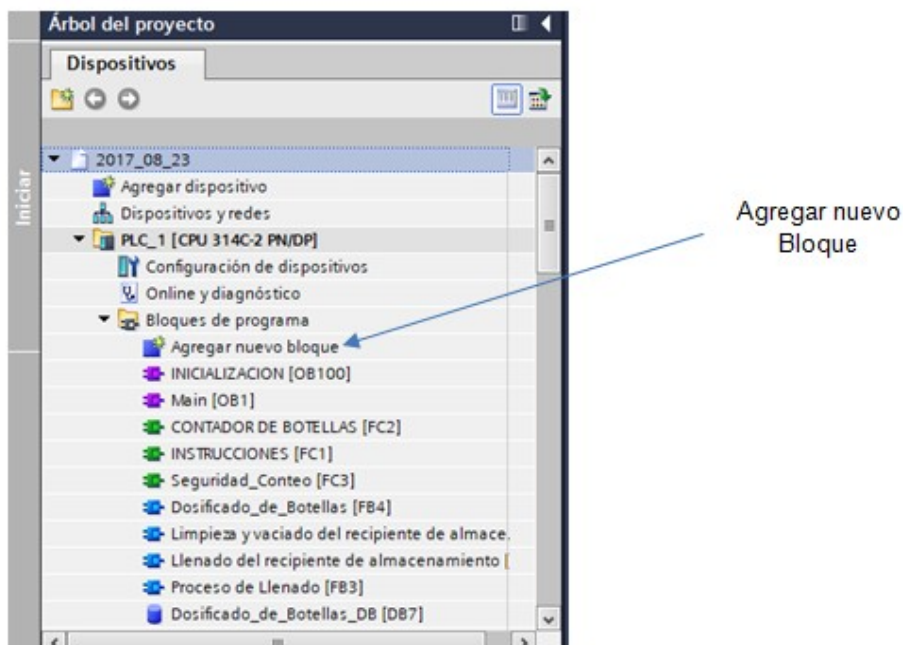 Árbol del proyecto
Dispositivos
Iniciar
2017_08_23
Agregar dispositivo
Dispositivos y redes
PLC_1 [CPU 314C-2 PN/DP]
Configuración de dispositivos
Online y diagnóstico
Bloques de programa
Agregar nuevo bloque
INICIALIZACION [OB100]
Main [OB1]
CONTADOR DE BOTELLAS [FC2]
INSTRUCCIONES [FC1]
Seguridad_Conteo [FC3]
Dosificado_de_Botellas [FB4]
Limpieza y vaciado del recipiente de almace.
Llenado del recipiente de almacenamiento [
Proceso de Llenado [FB3]
Dosificado_de_Botellas_DB [DB7]
Agregar nuevo
Bloque